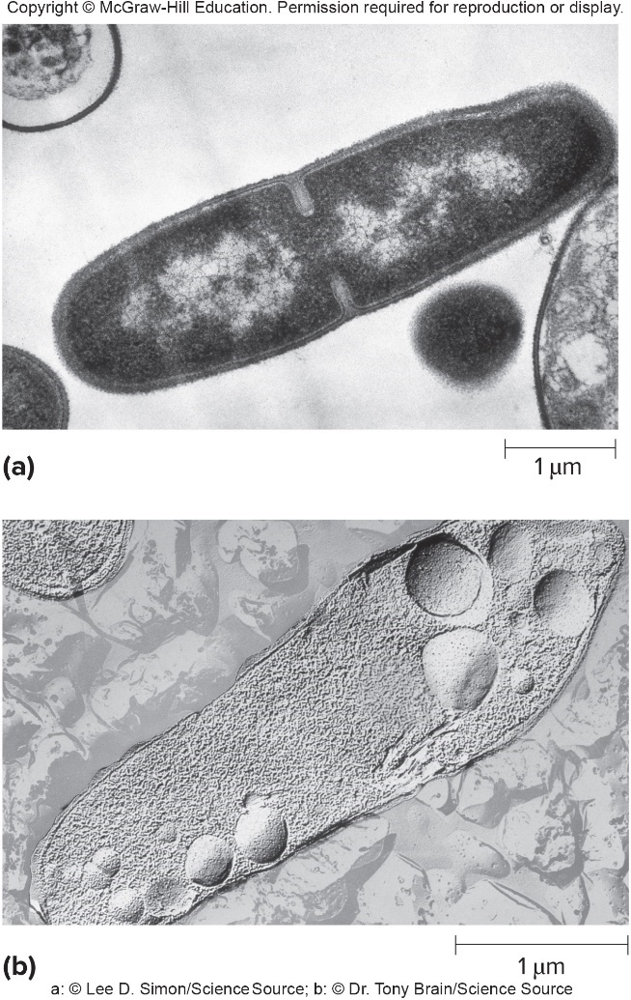 Copyright © McGraw-Hill Education. Permission required for reproduction or display.
(a)
1 μm
(b)
1 μm
a: © Lee D. Simon/Science Source; b: © Dr. Tony Brain/Science Source